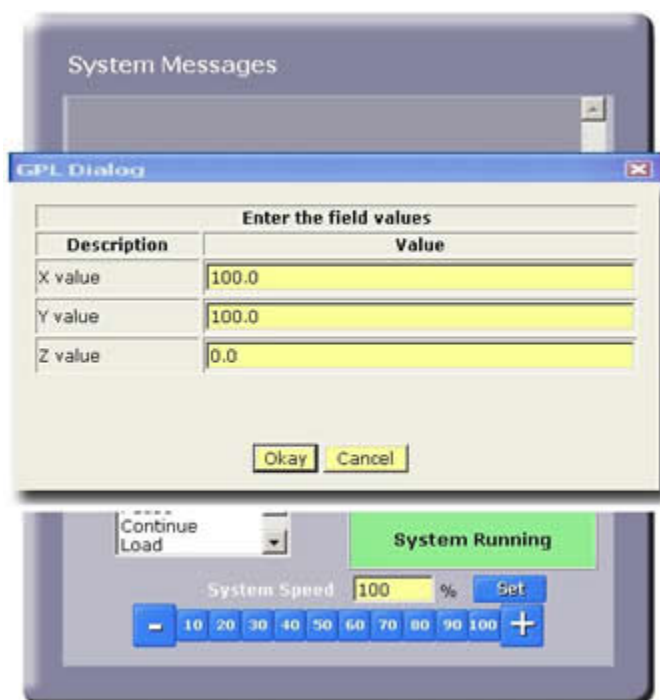 System Messages
GPL Dialog
Enter the field values
Description Value
X value 100.0
Y value 100.0
Z value 0.0
Okay Cancel
Continue
Load
System Running
System Speed 100 % Set
- 10 20 30 40 50 60 70 80 90 100 +